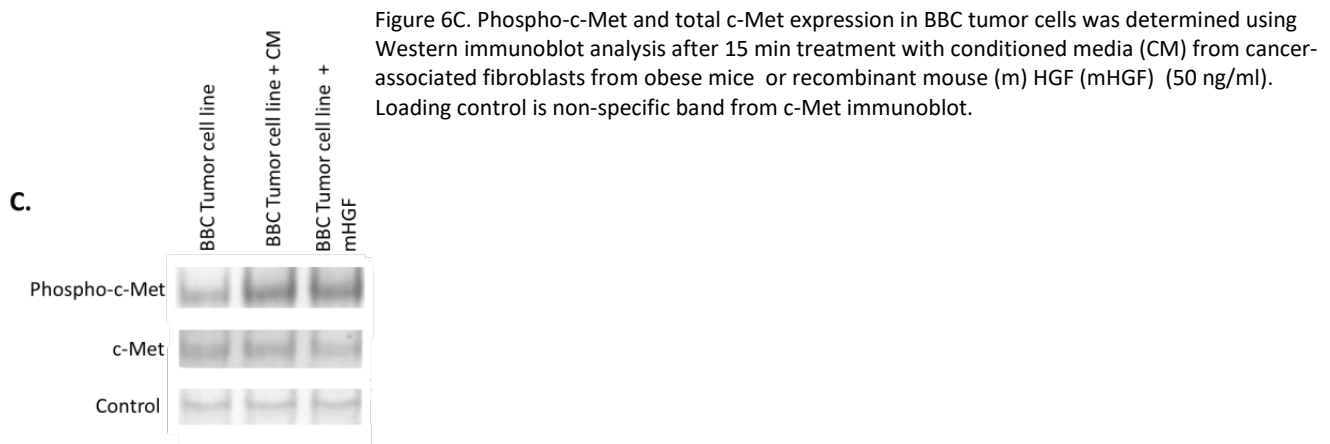 Figure 6C. Phospho-c-Met and total c-Met expression in BBC tumor cells was determined using
Western immunoblot analysis after 15 min treatment with conditioned media (CM) from cancer-
associated fibroblasts from obese mice  or recombinant mouse (m) HGF (mHGF)  (50 ng/ml).
Loading control is non-specific band from c-Met immunoblot.
C.
BBC Tumor cell line
BBC Tumor cell line + CM
BBC Tumor cell line +
mHGF
Phospho-c-Met
c-Met
Control